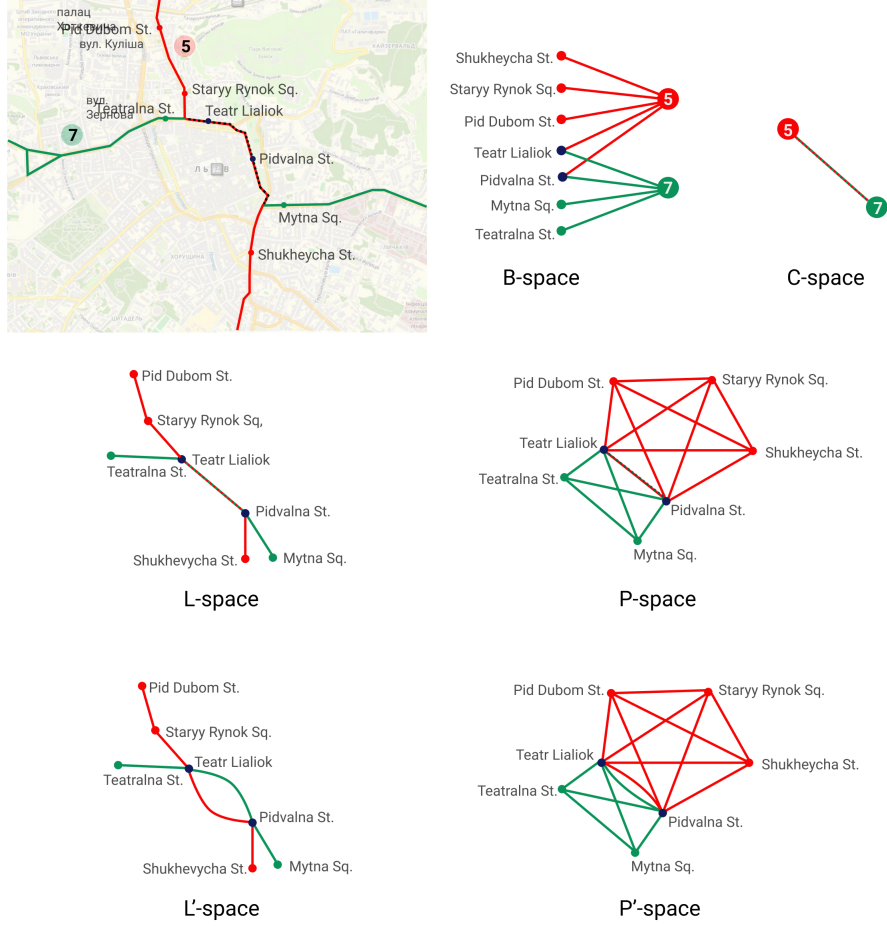 палац
Pid Dubom St.
вул. Куліша
5
Staryy Rynok Sq.
вул.
Зернова
Teatralna St.
Teatr Lialiok
7
Pidvalna St.
ЛЬВІВ
Mytna Sq.
Shukheycha St.
Shukheycha St.
Staryy Rynok Sq.
Pid Dubom St.
Teatr Lialiok
Pidvalna St.
Mytna Sq.
Teatralna St.
5
7
B-space
5
7
C-space
Pid Dubom St.
Staryy Rynok Sq,
Teatr Lialiok
Teatralna St.
Pidvalna St.
Shukhevycha St.
Mytna Sq.
L-space
Pid Dubom St.
Staryy Rynok Sq.
Teatr Lialiok
Shukheycha St.
Teatralna St.
Pidvalna St.
Mytna Sq.
P-space
Pid Dubom St.
Staryy Rynok Sq.
Teatr Lialiok
Teatralna St.
Pidvalna St.
Shukhevycha St.
Mytna Sq.
L’-space
Pid Dubom St.
Staryy Rynok Sq.
Teatr Lialiok
Shukheycha St.
Teatralna St.
Pidvalna St.
Mytna Sq.
P’-space